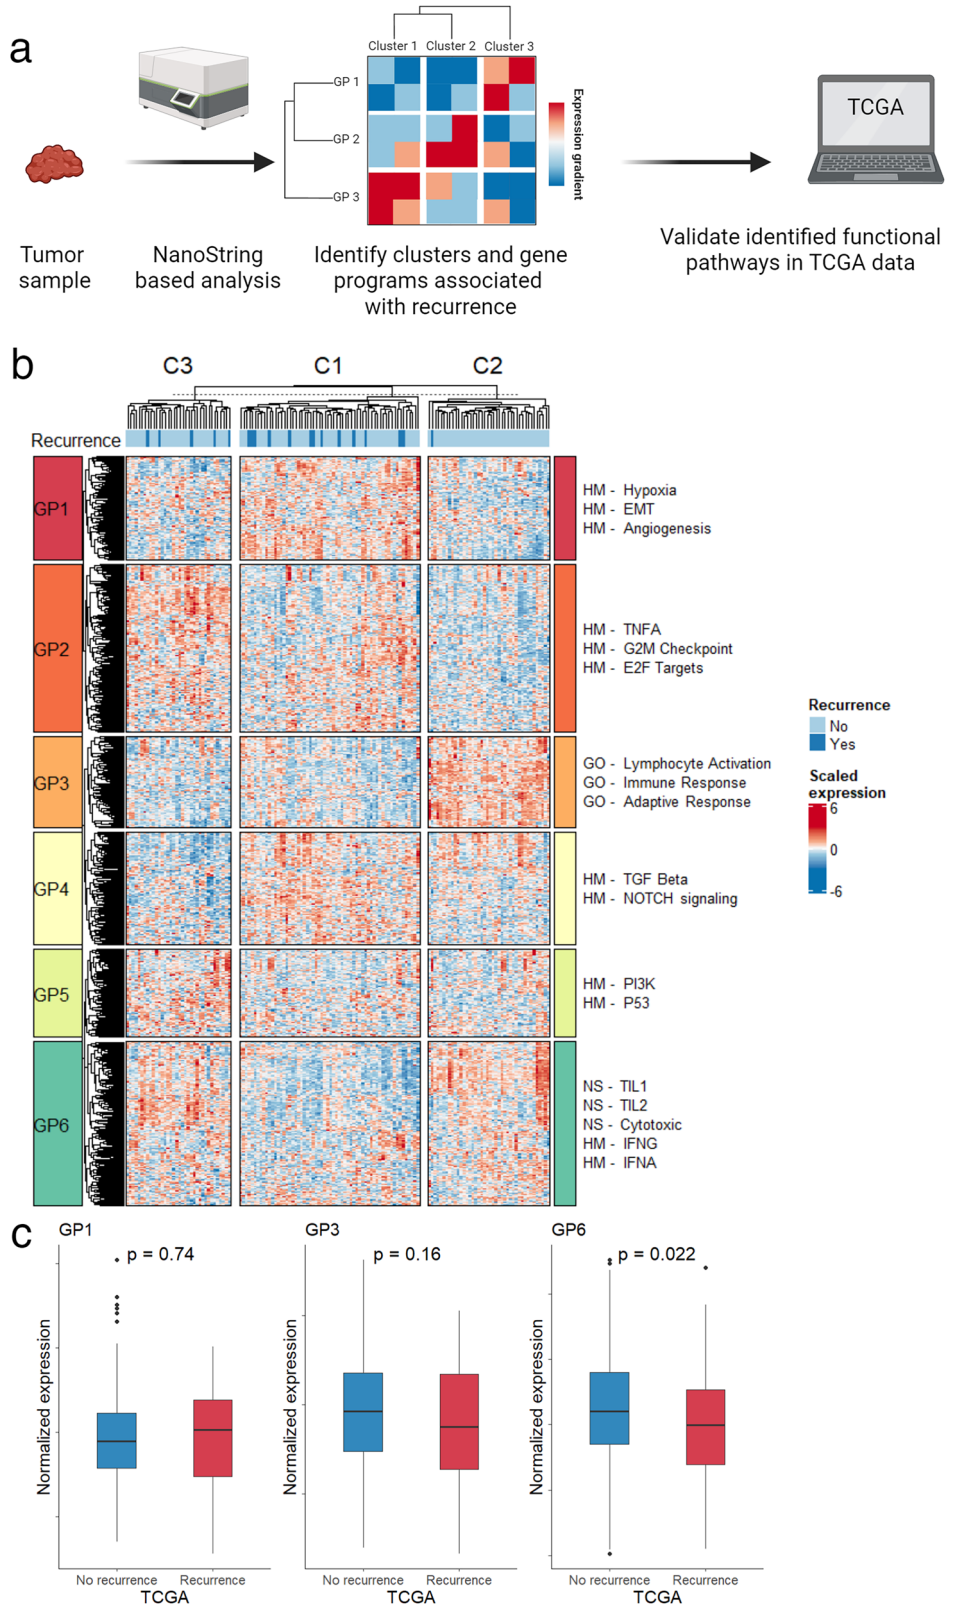 a
Cluster 1 Cluster 2 Cluster 3
GP 1
GP 2
GP 3
Expression gradient
TCGA
Tumor
sample
NanoString
based analysis
Identify clusters and gene
programs associated
with recurrence
Validate identified functional
pathways in TCGA data
b
C3 C1 C2
Recurrence
GP1
HM - Hypoxia
HM - EMT
HM - Angiogenesis
GP2
HM - TNFA
HM - G2M Checkpoint
HM - E2F Targets
GP3
GO - Lymphocyte Activation
GO - Immune Response
GO - Adaptive Response
GP4
HM - TGF Beta
HM - NOTCH signaling
GP5
HM - PI3K
HM - P53
GP6
NS - TIL1
NS - TIL2
NS - Cytotoxic
HM - IFNG
HM - IFNA
Recurrence
No
Yes
Scaled
expression
6
0
-6
c
GP1
p = 0.74
Normalized expression
No recurrence Recurrence
TCGA
GP3
p = 0.16
Normalized expression
No recurrence Recurrence
TCGA
GP6
p = 0.022
Normalized expression
No recurrence Recurrence
TCGA